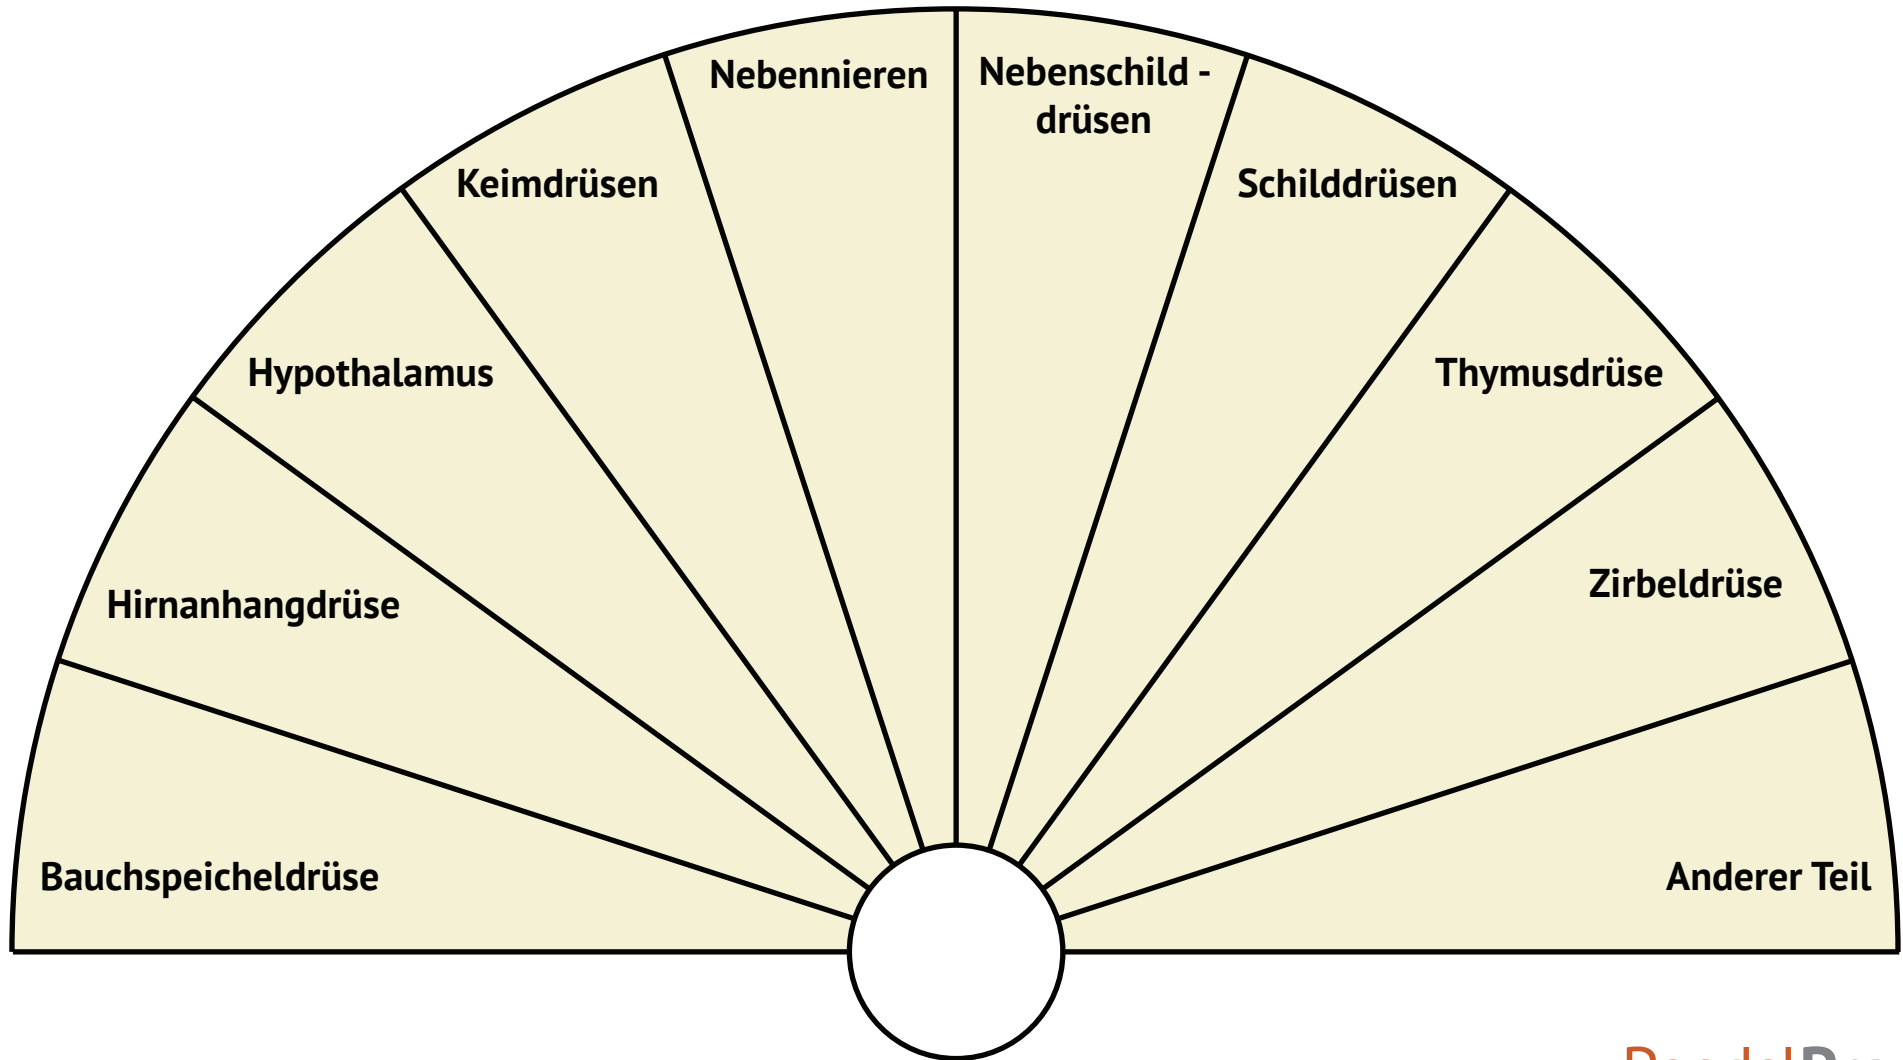 Nebennieren
Nebenschild -
drüsen
Keimdrüsen
Schilddrüsen
Hypothalamus
Thymusdrüse
Hirnanhangdrüse
Zirbeldrüse
Bauchspeicheldrüse
Anderer Teil